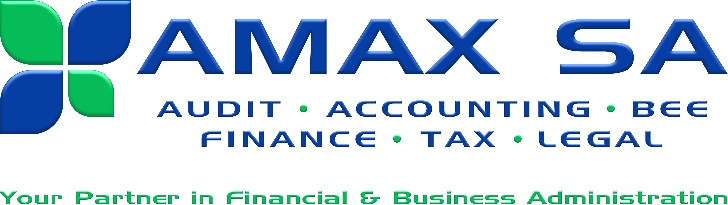 AMAX SA
AUDIT • ACCOUNTING • BEE
FINANCE • TAX • LEGAL
Your Partner in Financial & Business Administration